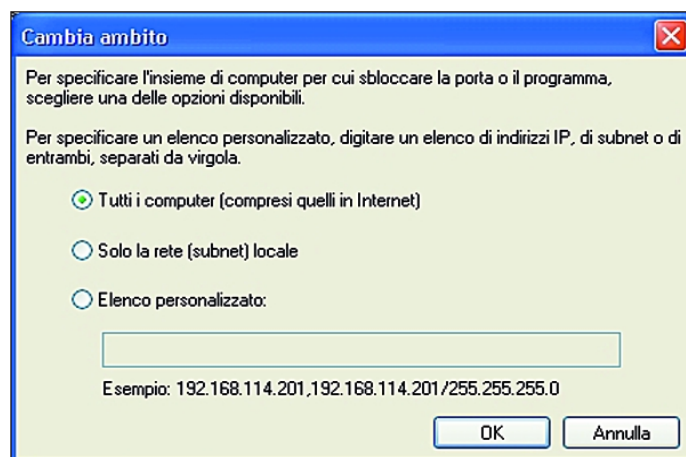 Cambia ambito
Per specificare l'insieme di computer per cui sbloccare la porta o il programma,
scegliere una delle opzioni disponibili.
Per specificare un elenco personalizzato, digitare un elenco di indirizzi IP, di subnet o di
entrambi, separati da virgola.
Tutti i computer (compresi quelli in Internet)
Solo la rete (subnet) locale
Elenco personalizzato:
Esempio: 192.168.114.201,192.168.114.201/255.255.255.0
OK
Annulla